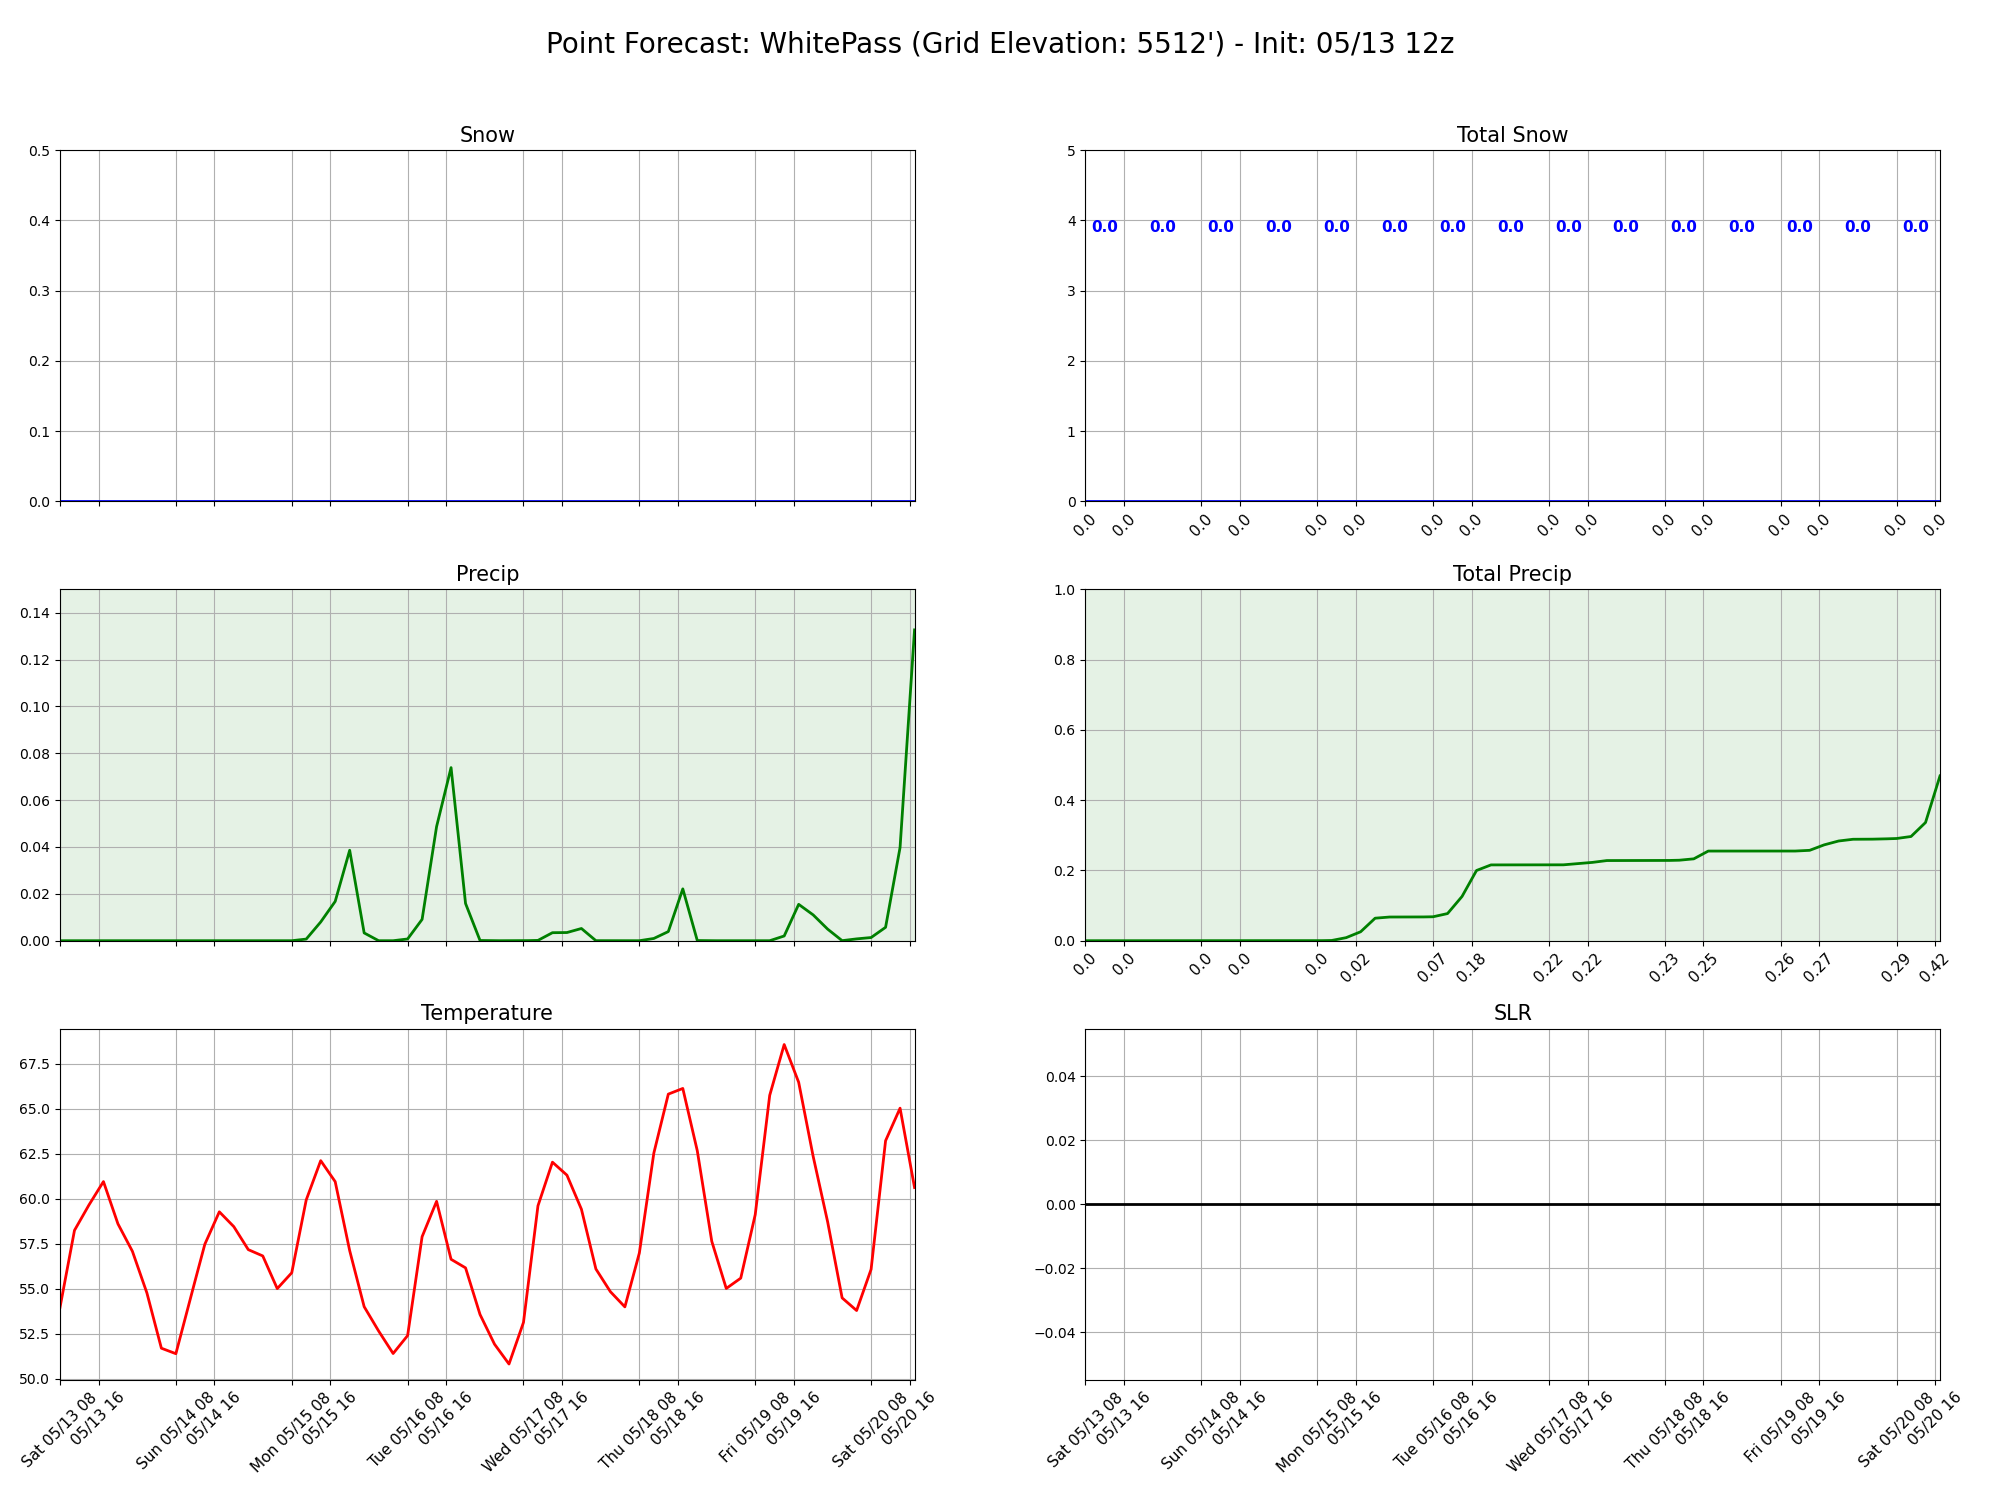 Point Forecast: WhitePass (Grid Elevation: 5512') - Init: 05/13 12z
Snow
0.5
0.4
0.3
0.2
0.1
0.0
Total Snow
5
4
3
2
1
0
0.0 0.0 0.0 0.0 0.0 0.0 0.0 0.0 0.0 0.0 0.0 0.0 0.0 0.0 0.0
0.0 0.0 0.0 0.0 0.0 0.0 0.0 0.0 0.0 0.0 0.0 0.0 0.0 0.0 0.0 0.0
Precip
0.14
0.12
0.10
0.08
0.06
0.04
0.02
0.00
Total Precip
1.0
0.8
0.6
0.4
0.2
0.0
0.0 0.0 0.0 0.0 0.0 0.02 0.07 0.18 0.22 0.22 0.23 0.25 0.26 0.27 0.29 0.42
Temperature
67.5
65.0
62.5
60.0
57.5
55.0
52.5
50.0
Sat 05/13 08
05/13 16
Sun 05/14 08
05/14 16
Mon 05/15 08
05/15 16
Tue 05/16 08
05/16 16
Wed 05/17 08
05/17 16
Thu 05/18 08
05/18 16
Fri 05/19 08
05/19 16
Sat 05/20 08
05/20 16
SLR
0.04
0.02
0.00
−0.02
−0.04
Sat 05/13 08
05/13 16
Sun 05/14 08
05/14 16
Mon 05/15 08
05/15 16
Tue 05/16 08
05/16 16
Wed 05/17 08
05/17 16
Thu 05/18 08
05/18 16
Fri 05/19 08
05/19 16
Sat 05/20 08
05/20 16